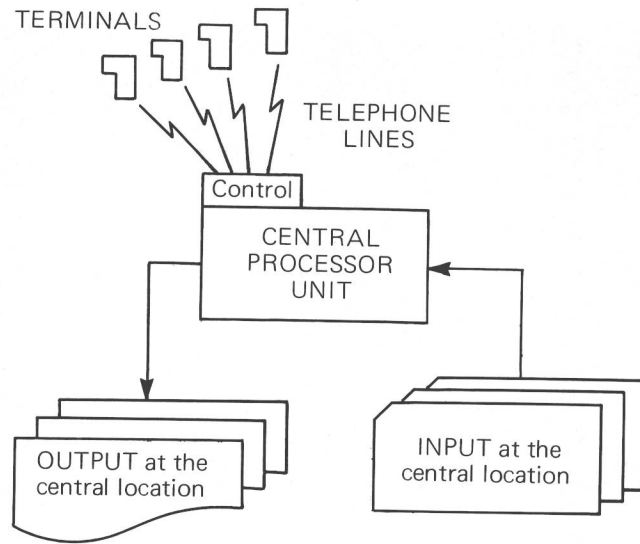 TERMINALS
TELEPHONE
LINES
Control
CENTRAL
PROCESSOR
UNIT
OUTPUT at the
central location
INPUT at the
central location